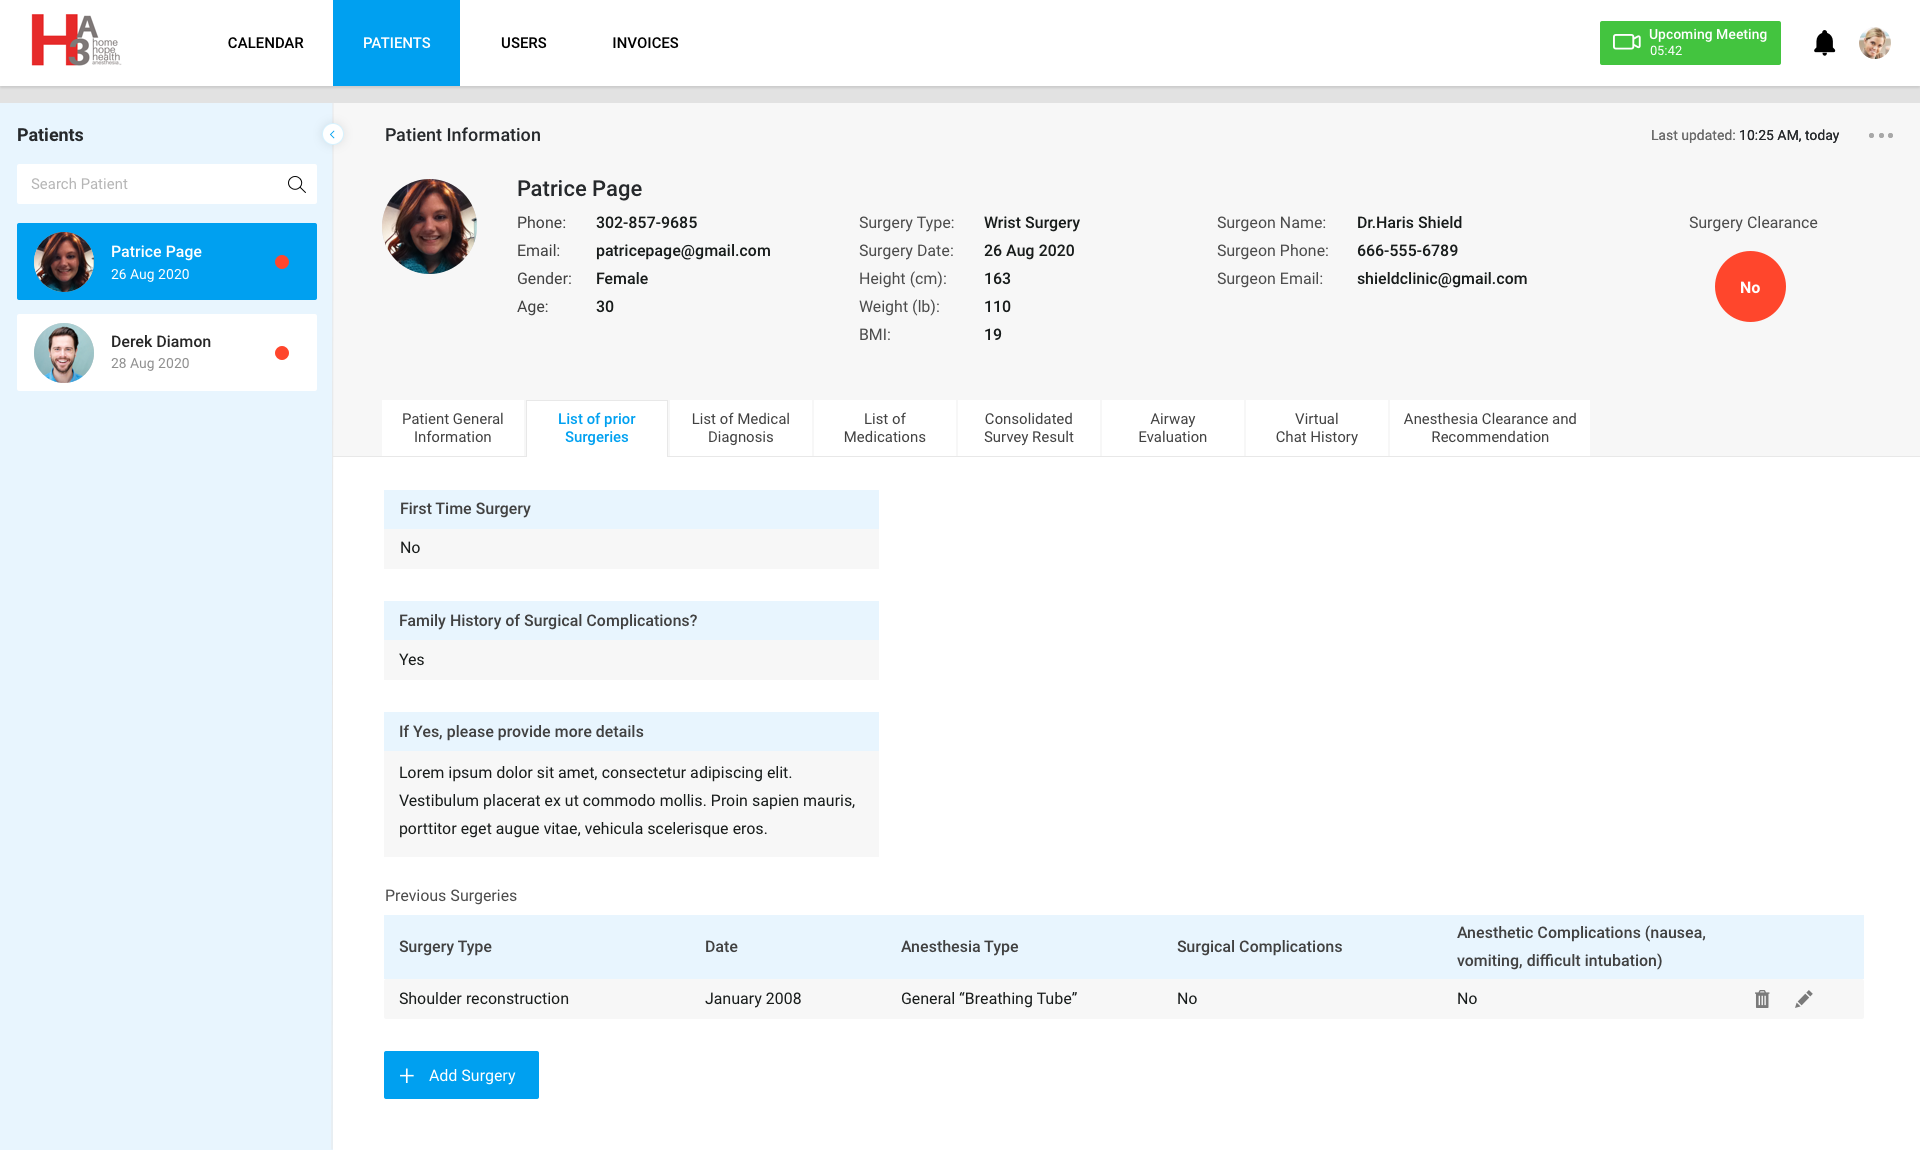 HA3 home
hope
health
anesthesia
CALENDAR
PATIENTS
USERS
INVOICES
Upcoming Meeting
05:42
Patients
Search Patient
Patrice Page
26 Aug 2020
Derek Diamon
28 Aug 2020
Patient Information
Last updated: 10:25 AM, today
Patrice Page
Phone: 302-857-9685
Email: patricepage@gmail.com
Gender: Female
Age: 30
Surgery Type: Wrist Surgery
Surgery Date: 26 Aug 2020
Height (cm): 163
Weight (lb): 110
BMI: 19
Surgeon Name: Dr.Haris Shield
Surgeon Phone: 666-555-6789
Surgeon Email: shieldclinic@gmail.com
Surgery Clearance
No
Patient General
Information
List of prior
Surgeries
List of Medical
Diagnosis
List of
Medications
Consolidated
Survey Result
Airway
Evaluation
Virtual
Chat History
Anesthesia Clearance and
Recommendation
First Time Surgery
No
Family History of Surgical Complications?
Yes
If Yes, please provide more details
Lorem ipsum dolor sit amet, consectetur adipiscing elit.
Vestibulum placerat ex ut commodo mollis. Proin sapien mauris,
porttitor eget augue vitae, vehicula scelerisque eros.
Previous Surgeries
Surgery Type
Date
Anesthesia Type
Surgical Complications
Anesthetic Complications (nausea,
vomiting, difficult intubation)
Shoulder reconstruction
January 2008
General “Breathing Tube”
No
No
Add Surgery